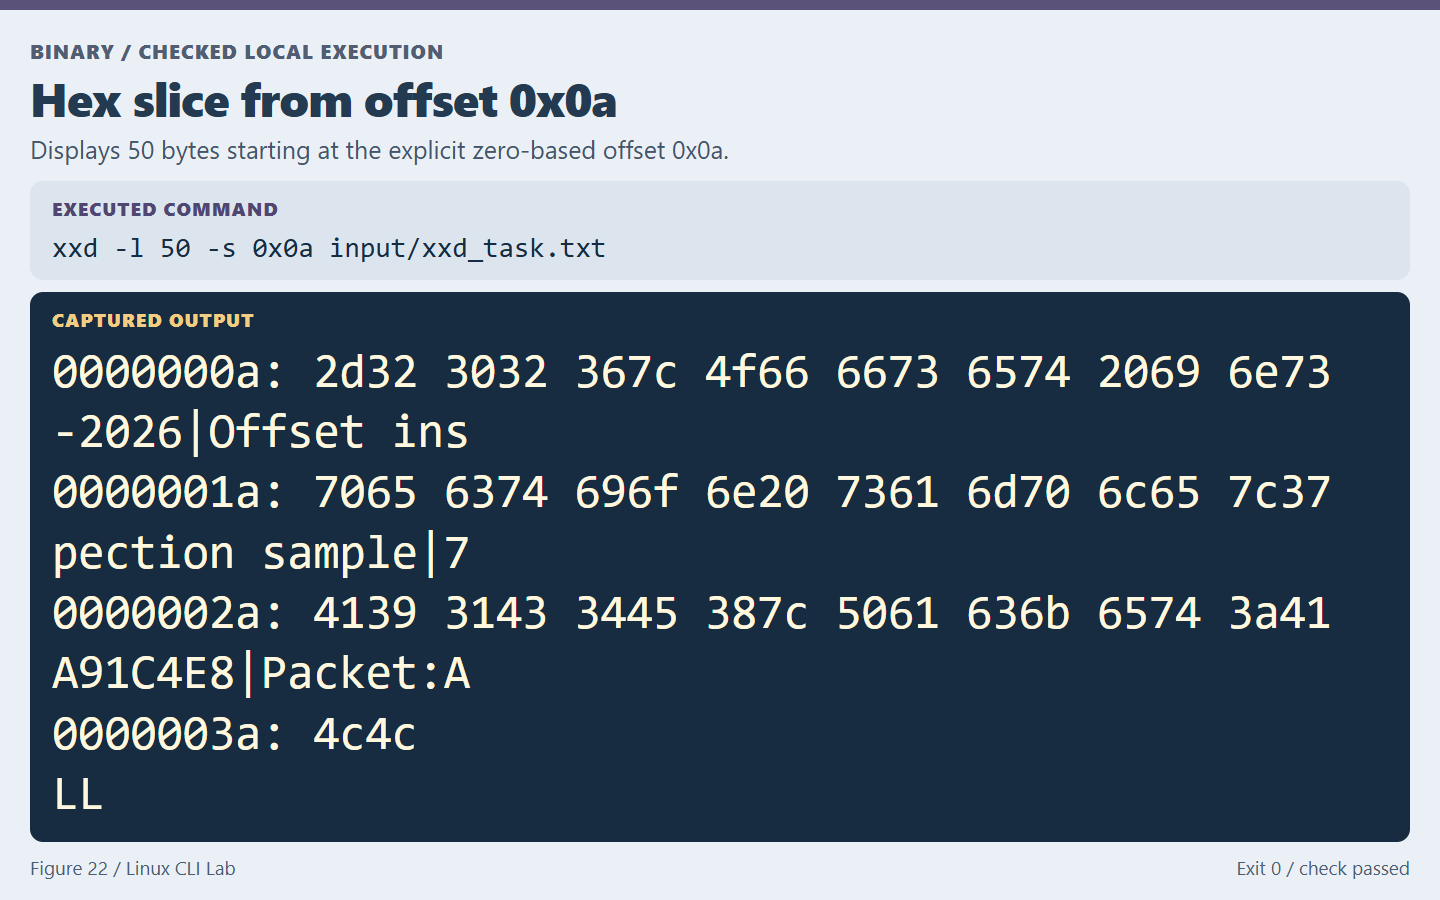 BINARY / CHECKED LOCAL EXECUTION
Hex slice from offset 0x0a
Displays 50 bytes starting at the explicit zero-based offset 0x0a.
EXECUTED COMMAND
xxd -l 50 -s 0x0a input/xxd_task.txt
CAPTURED OUTPUT
0000000a: 2d32 3032 367c 4f66 6673 6574 2069 6e73
-2026|Offset ins
0000001a: 7065 6374 696f 6e20 7361 6d70 6c65 7c37
pection sample|7
0000002a: 4139 3143 3445 387c 5061 636b 6574 3a41
A91C4E8|Packet:A
0000003a: 4c4c
LL
Figure 22 / Linux CLI Lab
Exit 0 / check passed